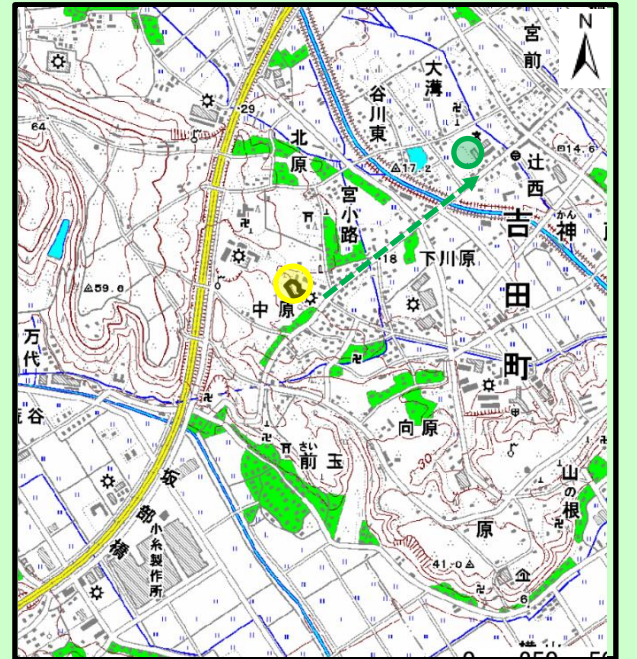 N
宮前
大溝
谷川東
北原
宮小路
29
64
17.2
辻西
14.6
吉田町
かん
神
下川原
18
中原
59.6
万代
荒谷
向原
さい
前玉
30
山の根
原
41.0
6
坂部橋
小糸製作所
0 250 50